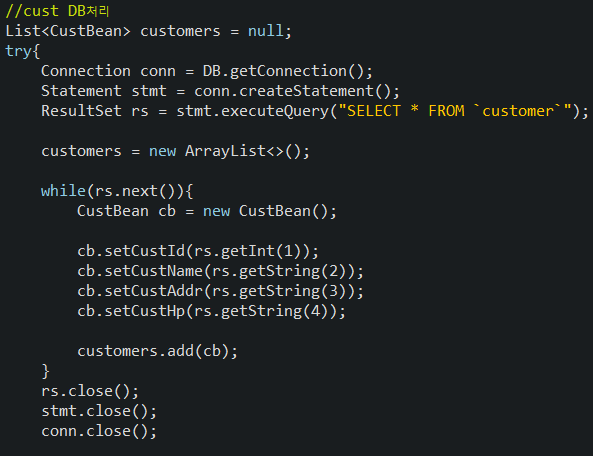 //cust DB처리
List<CustBean> customers = null;
try{
    Connection conn = DB.getConnection();
    Statement stmt = conn.createStatement();
    ResultSet rs = stmt.executeQuery("SELECT * FROM `customer`");

    customers = new ArrayList<>();

    while(rs.next()){
        CustBean cb = new CustBean();

        cb.setCustId(rs.getInt(1));
        cb.setCustName(rs.getString(2));
        cb.setCustAddr(rs.getString(3));
        cb.setCustHp(rs.getString(4));

        customers.add(cb);
    }
    rs.close();
    stmt.close();
    conn.close();